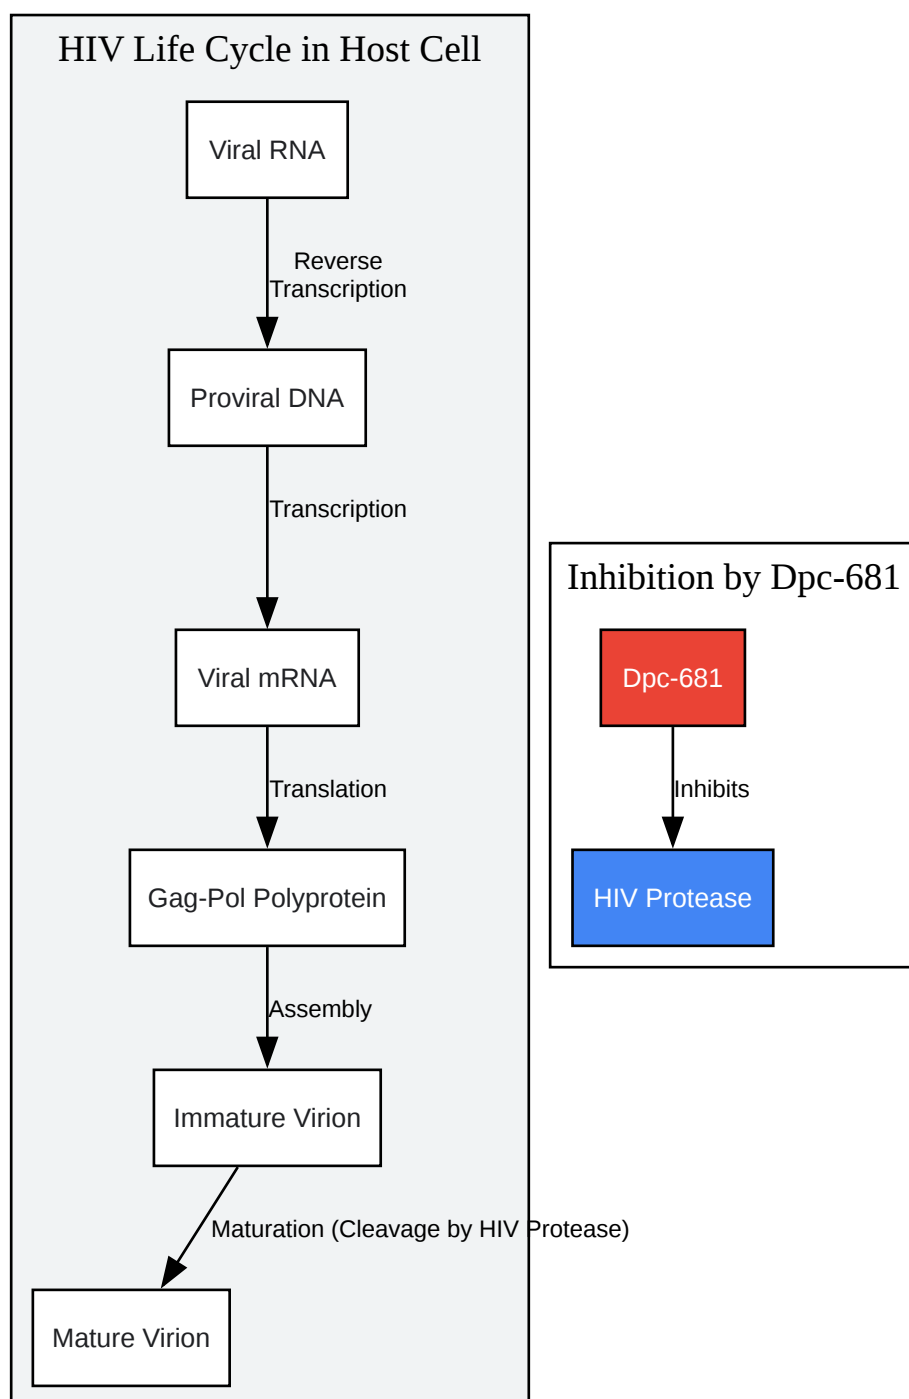 HIV Life Cycle in Host Cell
Viral RNA
Reverse
Transcription
Proviral DNA
Transcription
Viral mRNA
Translation
Gag-Pol Polyprotein
Assembly
Immature Virion
Maturation (Cleavage by HIV Protease)
Mature Virion
Inhibition by Dpc-681
Dpc-681
Inhibits
HIV Protease